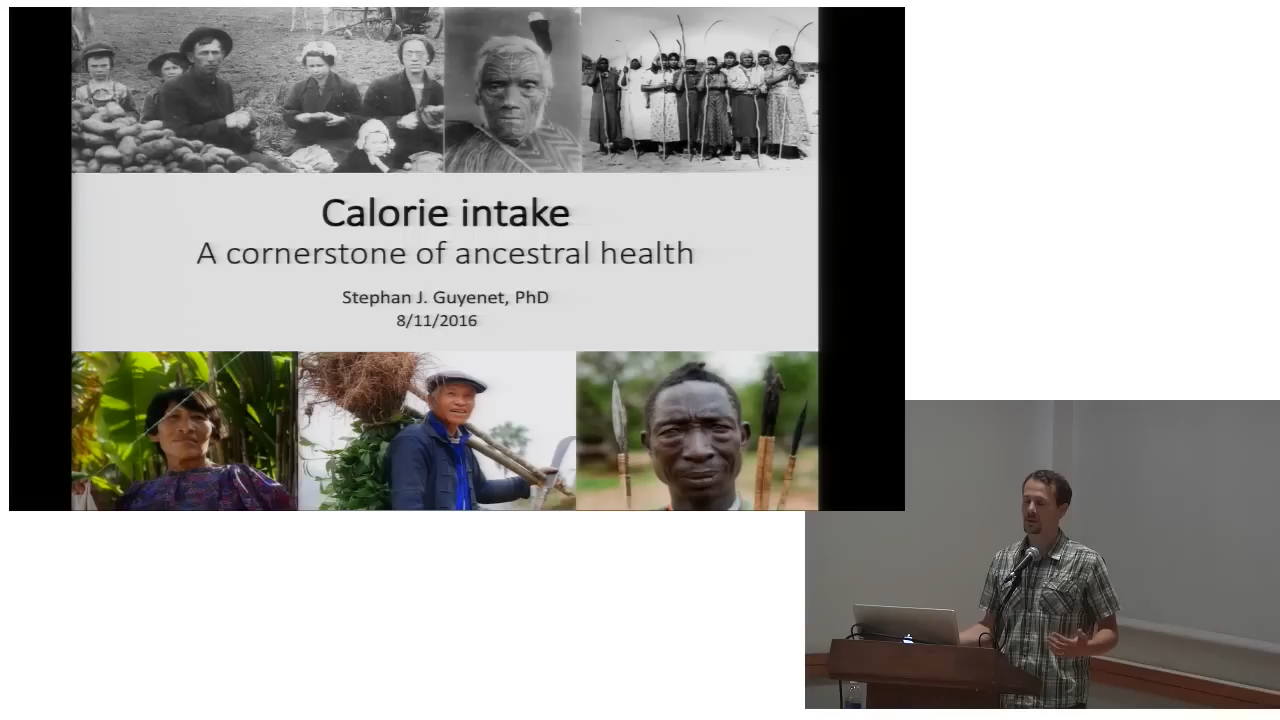 Calorie intake
A cornerstone of ancestral health
Stephan J. Guyenet, PhD
8/11/2016